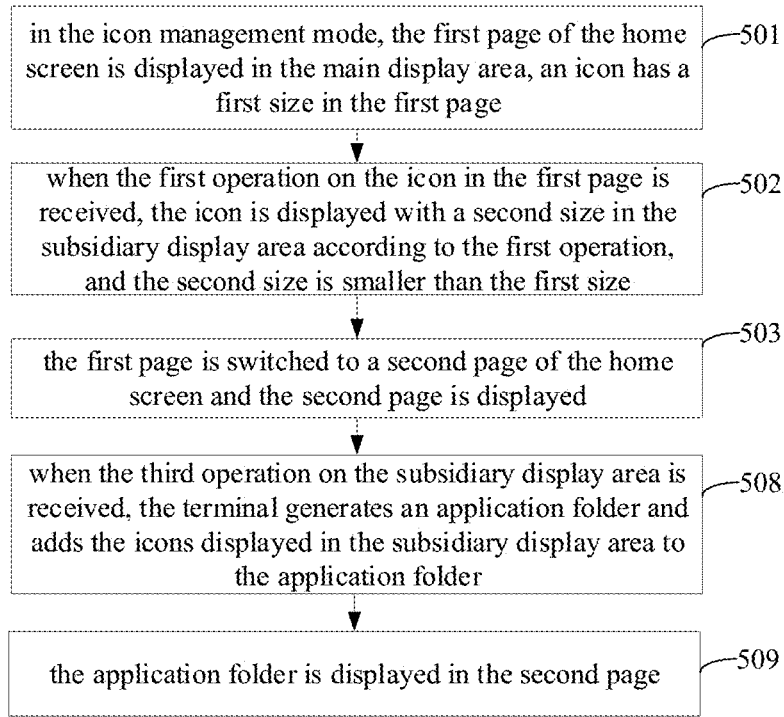 in the icon management mode, the first page of the home
screen is displayed in the main display area, an icon has a
first size in the first page
501
when the first operation on the icon in the first page is
received, the icon is displayed with a second size in the
subsidiary display area according to the first operation,
and the second size is smaller than the first size
502
the first page is switched to a second page of the home
screen and the second page is displayed
503
when the third operation on the subsidiary display area is
received, the terminal generates an application folder and
adds the icons displayed in the subsidiary display area to
the application folder
508
the application folder is displayed in the second page
509